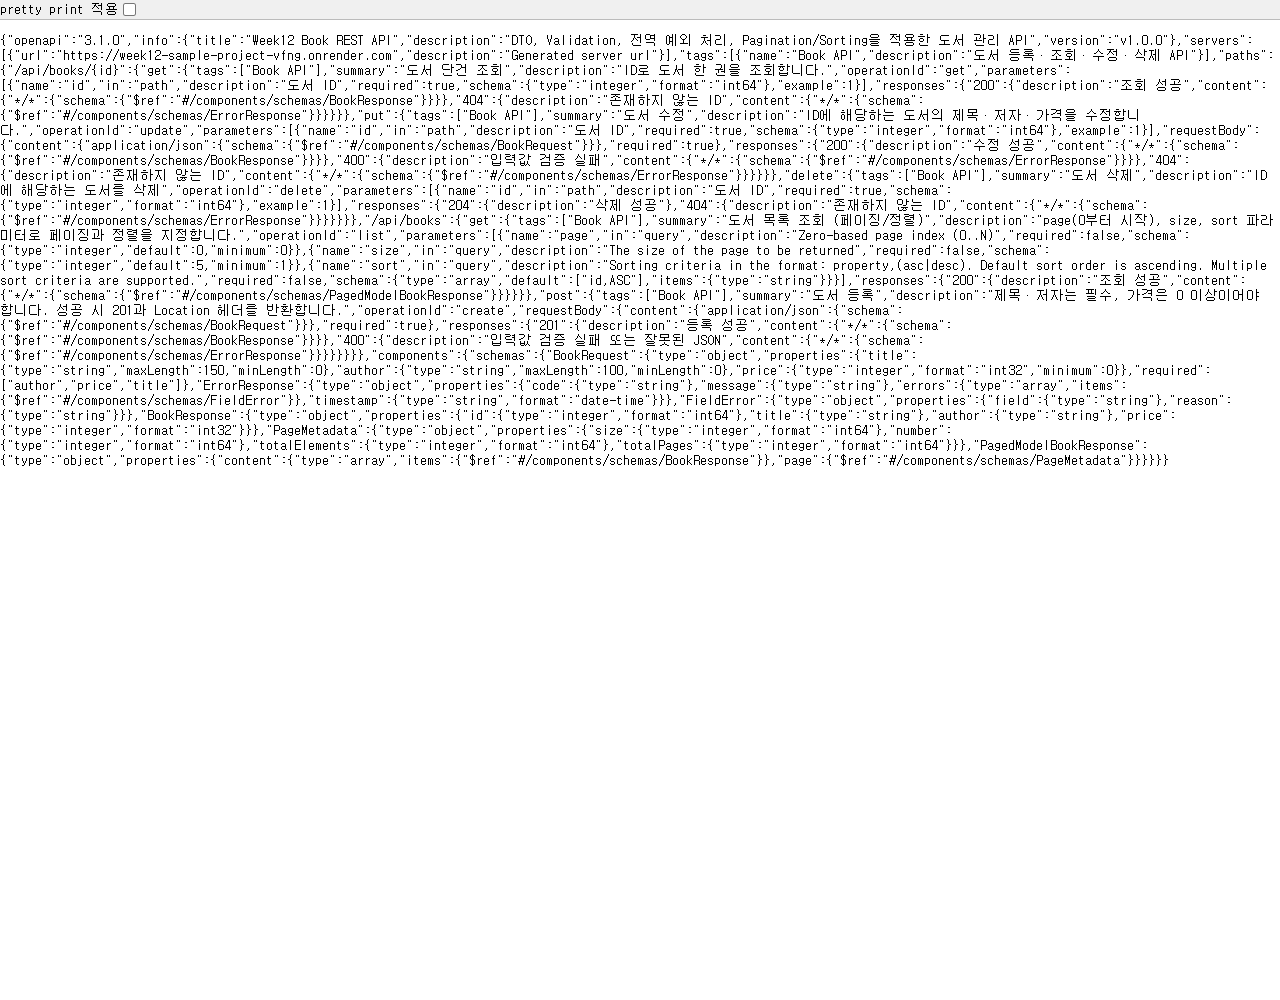 pretty print 적용
{"openapi":"3.1.0","info":{"title":"Week12 Book REST API","description":"DTO, Validation, 전역 예외 처리, Pagination/Sorting을 적용한 도서 관리 API","version":"v1.0.0"},"servers":
[{"url":"https://week12-sample-project-vfng.onrender.com","description":"Generated server url"}],"tags":[{"name":"Book API","description":"도서 등록·조회·수정·삭제 API"}],"paths":
{"/api/books/{id}":{"get":{"tags":["Book API"],"summary":"도서 단건 조회","description":"ID로 도서 한 권을 조회합니다.","operationId":"get","parameters":
[{"name":"id","in":"path","description":"도서 ID","required":true,"schema":{"type":"integer","format":"int64"},"example":1}],"responses":{"200":{"description":"조회 성공","content":
{"*/*":{"schema":{"$ref":"#/components/schemas/BookResponse"}}}},"404":{"description":"존재하지 않는 ID","content":{"*/*":{"schema":
{"$ref":"#/components/schemas/ErrorResponse"}}}}}},"put":{"tags":["Book API"],"summary":"도서 수정","description":"ID에 해당하는 도서의 제목·저자·가격을 수정합니
다.","operationId":"update","parameters":[{"name":"id","in":"path","description":"도서 ID","required":true,"schema":{"type":"integer","format":"int64"},"example":1}],"requestBody":
{"content":{"application/json":{"schema":{"$ref":"#/components/schemas/BookRequest"}}},"required":true},"responses":{"200":{"description":"수정 성공","content":{"*/*":{"schema":
{"$ref":"#/components/schemas/BookResponse"}}}},"400":{"description":"입력값 검증 실패","content":{"*/*":{"schema":{"$ref":"#/components/schemas/ErrorResponse"}}}},"404":
{"description":"존재하지 않는 ID","content":{"*/*":{"schema":{"$ref":"#/components/schemas/ErrorResponse"}}}}}},"delete":{"tags":["Book API"],"summary":"도서 삭제","description":"ID
에 해당하는 도서를 삭제","operationId":"delete","parameters":[{"name":"id","in":"path","description":"도서 ID","required":true,"schema":
{"type":"integer","format":"int64"},"example":1}],"responses":{"204":{"description":"삭제 성공"},"404":{"description":"존재하지 않는 ID","content":{"*/*":{"schema":
{"$ref":"#/components/schemas/ErrorResponse"}}}}}}},"/api/books":{"get":{"tags":["Book API"],"summary":"도서 목록 조회 (페이징/정렬)","description":"page(0부터 시작), size, sort 파라
미터로 페이징과 정렬을 지정합니다.","operationId":"list","parameters":[{"name":"page","in":"query","description":"Zero-based page index (0..N)","required":false,"schema":
{"type":"integer","default":0,"minimum":0}},{"name":"size","in":"query","description":"The size of the page to be returned","required":false,"schema":
{"type":"integer","default":5,"minimum":1}},{"name":"sort","in":"query","description":"Sorting criteria in the format: property,(asc|desc). Default sort order is ascending. Multiple
sort criteria are supported.","required":false,"schema":{"type":"array","default":["id,ASC"],"items":{"type":"string"}}}],"responses":{"200":{"description":"조회 성공","content":
{"*/*":{"schema":{"$ref":"#/components/schemas/PagedModelBookResponse"}}}}}},"post":{"tags":["Book API"],"summary":"도서 등록","description":"제목·저자는 필수, 가격은 0 이상이어야
합니다. 성공 시 201과 Location 헤더를 반환합니다.","operationId":"create","requestBody":{"content":{"application/json":{"schema":
{"$ref":"#/components/schemas/BookRequest"}}},"required":true},"responses":{"201":{"description":"등록 성공","content":{"*/*":{"schema":
{"$ref":"#/components/schemas/BookResponse"}}}},"400":{"description":"입력값 검증 실패 또는 잘못된 JSON","content":{"*/*":{"schema":
{"$ref":"#/components/schemas/ErrorResponse"}}}}}}}},"components":{"schemas":{"BookRequest":{"type":"object","properties":{"title":
{"type":"string","maxLength":150,"minLength":0},"author":{"type":"string","maxLength":100,"minLength":0},"price":{"type":"integer","format":"int32","minimum":0}},"required":
["author","price","title"]},"ErrorResponse":{"type":"object","properties":{"code":{"type":"string"},"message":{"type":"string"},"errors":{"type":"array","items":
{"$ref":"#/components/schemas/FieldError"}},"timestamp":{"type":"string","format":"date-time"}}},"FieldError":{"type":"object","properties":{"field":{"type":"string"},"reason":
{"type":"string"}}},"BookResponse":{"type":"object","properties":{"id":{"type":"integer","format":"int64"},"title":{"type":"string"},"author":{"type":"string"},"price":
{"type":"integer","format":"int32"}}},"PageMetadata":{"type":"object","properties":{"size":{"type":"integer","format":"int64"},"number":
{"type":"integer","format":"int64"},"totalElements":{"type":"integer","format":"int64"},"totalPages":{"type":"integer","format":"int64"}}},"PagedModelBookResponse":
{"type":"object","properties":{"content":{"type":"array","items":{"$ref":"#/components/schemas/BookResponse"}},"page":{"$ref":"#/components/schemas/PageMetadata"}}}}}}